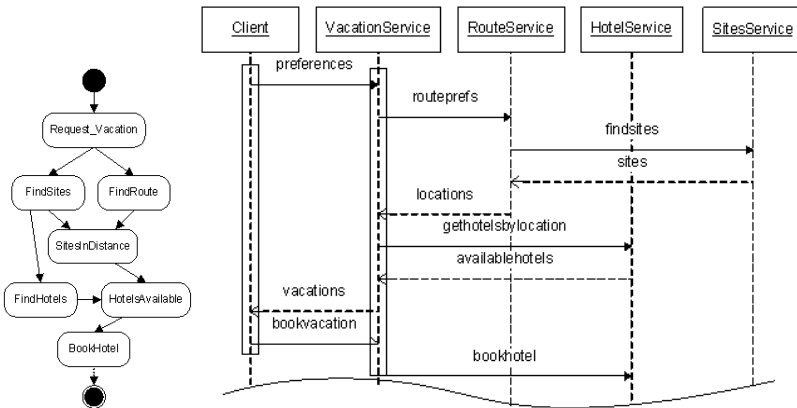 Request_Vacation
FindSites
FindRoute
SitesInDistance
FindHotels
HotelsAvailable
BookHotel
Client
VacationService
RouteService
HotelService
SitesService
preferences
routeprefs
findsites
sites
locations
gethotelsbylocation
availablehotels
vacations
bookvacation
bookhotel